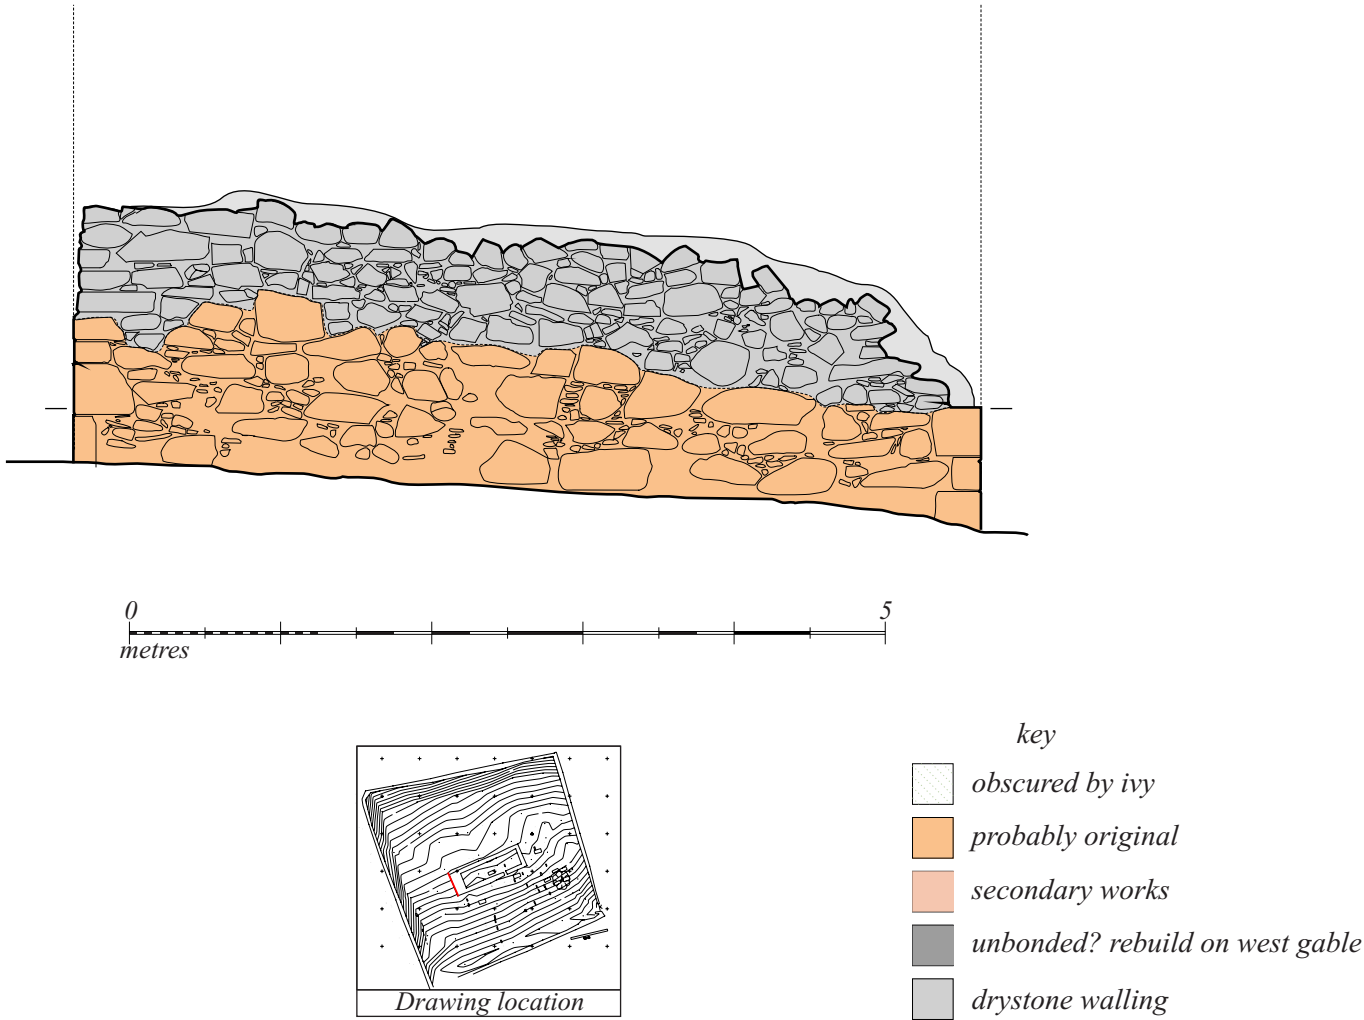 0 5
metres
key
obscured by ivy
probably original
secondary works
unbonded? rebuild on west gable
drystone walling
Drawing location